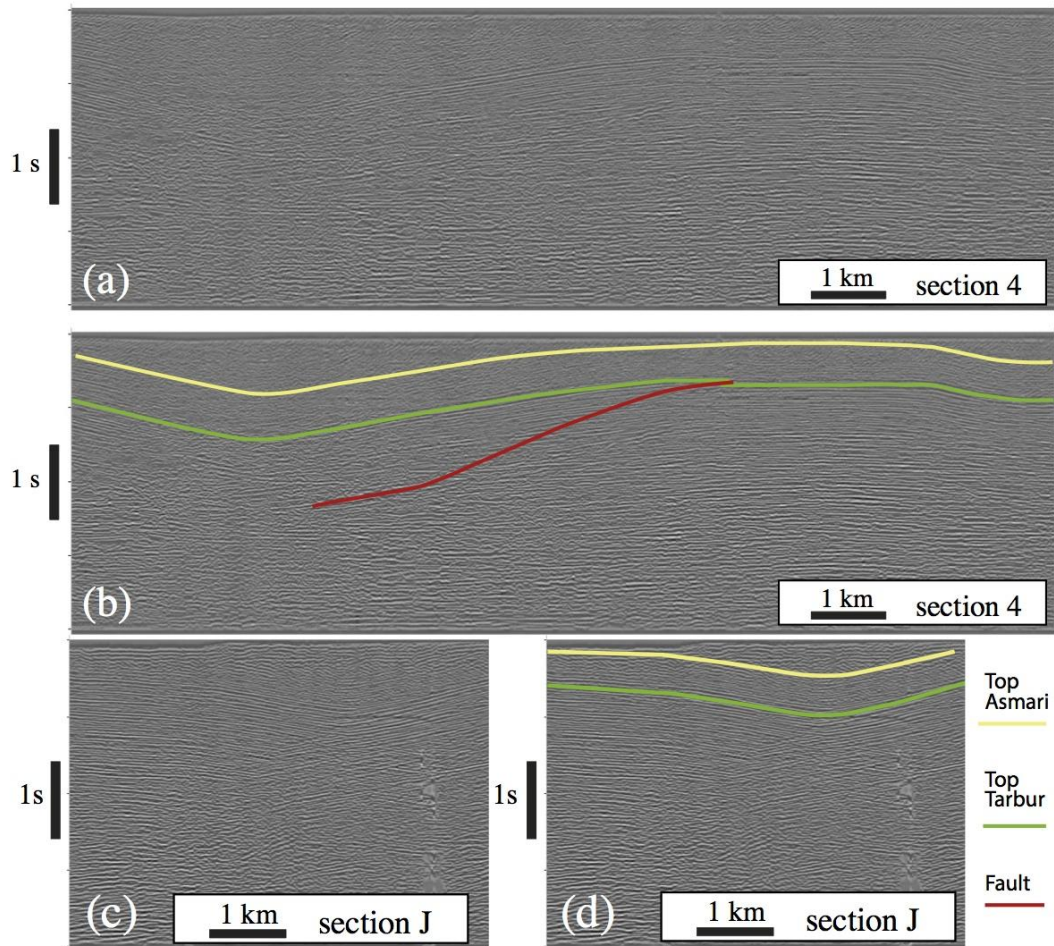 1 s
(a)
1 km section 4
1 s
(b)
1 km section 4
1s
(c)
1 km section J
1s
(d)
1 km section J
Top
Asmari
Top
Tarbur
Fault